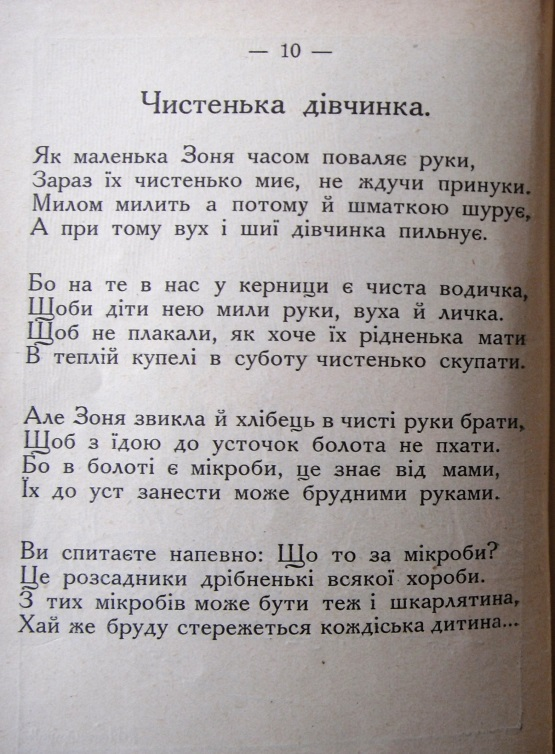 — 10 —
Чистенька дівчинка.
Як маленька Зоня часом поваляє руки,
Зараз їх чистенько миє, не ждучи принуки.
Милом милить а потому й шматкою шурує,
А при тому вух і шиї дівчинка пильнує.
Бо на те в нас у керници є чиста водичка,
Щоби діти нею мили руки, вуха й личка.
Щоб не плакали, як хоче їх рідненька мати
В теплій купелі в суботу чистенько скупати.
Але Зоня звикла й хлібець в чисті руки брати,
Щоб з їдою до усточок болота не пхати.
Бо в болоті є мікроби, це знає від мами,
Їх до уст занести може брудними руками.
Ви спитаєте напевно: Що то за мікроби?
Це розсадники дрібненькі всякої хороби.
З тих мікробів може бути теж і шкарлятина,
Хай же бруду стережеться кождіська дитина...